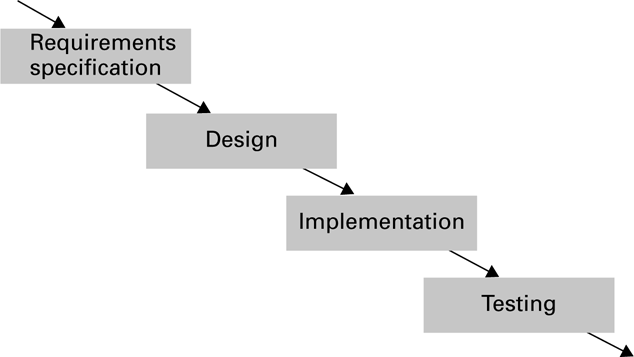 Requirements
specification
Design
Implementation
Testing